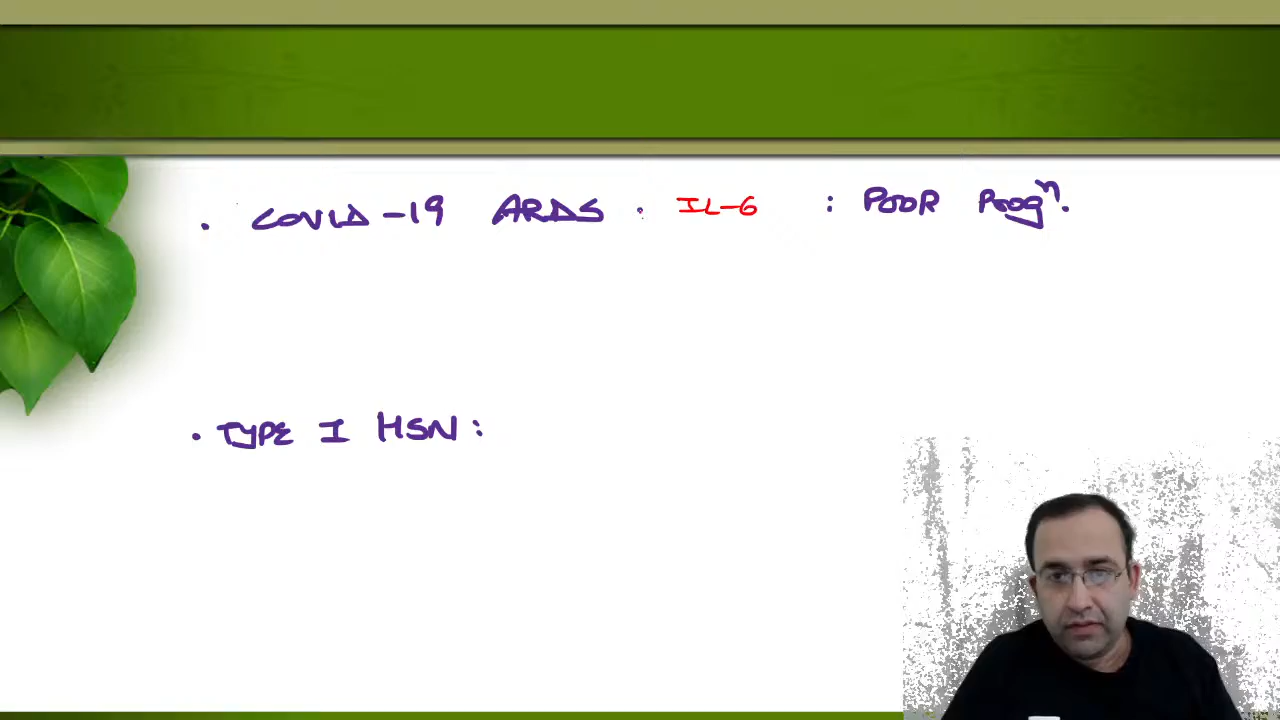 . COVID-19 ARDS . IL-6 : POOR Progⁿ.
. TYPE I HSN :